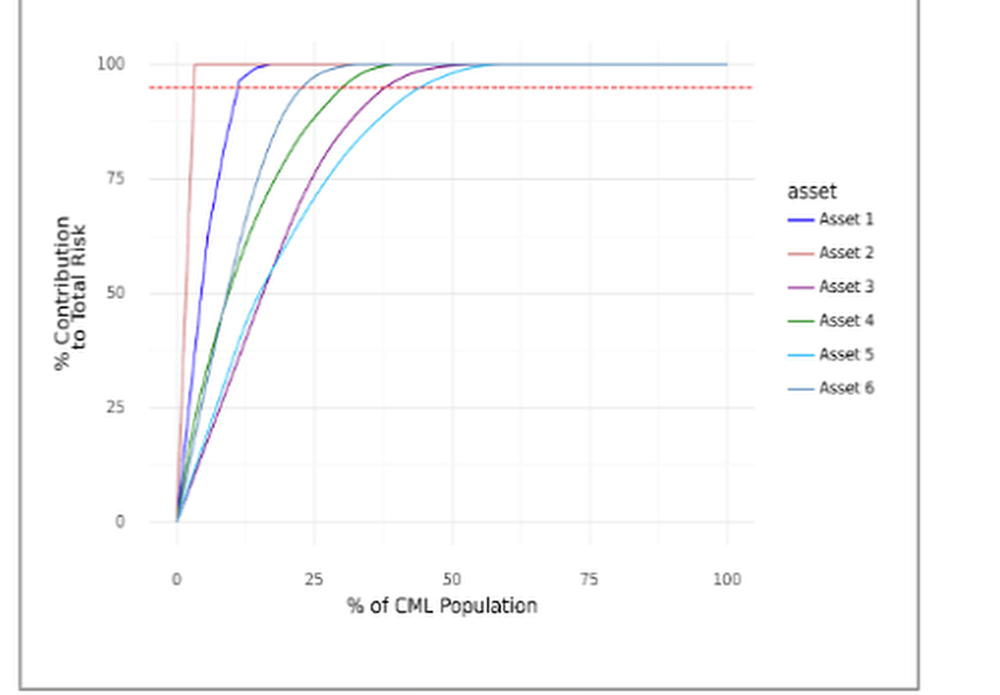 100
75
50
25
0
% Contribution
to Total Risk
0 25 50 75 100
% of CML Population
asset
Asset 1
Asset 2
Asset 3
Asset 4
Asset 5
Asset 6